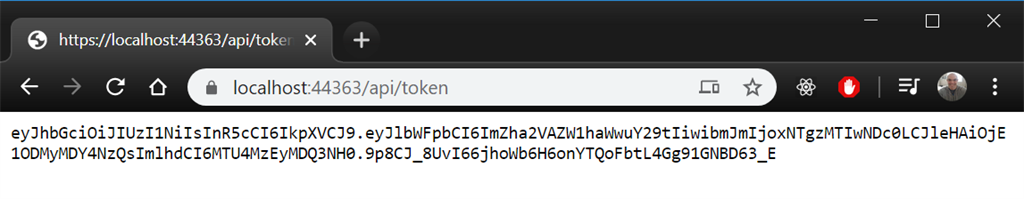 https://localhost:44363/api/token
localhost:44363/api/token
eyJhbGciOiJIUzI1NiIsInR5cCI6IkpXVCJ9.eyJlbWFpbCI6ImZha2VAZW1haWwuY29tIiwibmJmIjoxNTgzMTIwNDc0LCJleHAiOjE
1ODMyMDY4NzQsImlhdCI6MTU4MzEyMDQ3NH0.9p8CJ_8UvI66jhoWb6H6onYTQoFbtL4Gg91GNBD63_E